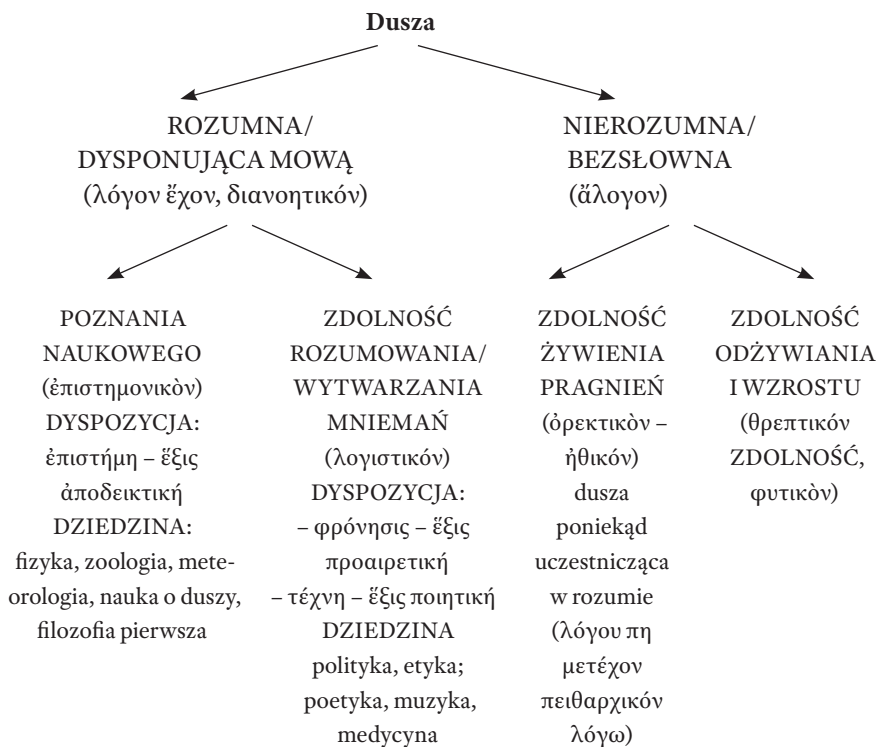 Dusza
ROZUMNA/
DYSPONUJĄCA MOWĄ
(λόγον ἔχον, διανοητικόν)
NIEROZUMNA/
BEZSŁOWNA
(ἄλογον)
POZNANIA
NAUKOWEGO
(ἐπιστημονικὸν)
DYSPOZYCJA:
ἐπιστήμη – ἕξις
ἀποδεικτική
DZIEDZINA:
fizyka, zoologia, mete-
orologia, nauka o duszy,
filozofia pierwsza
ZDOLNOŚĆ
ROZUMOWANIA/
WYTWARZANIA
MNIEMAŃ
(λογιστικόν)
DYSPOZYCJA:
– φρόνησις – ἕξις
προαιρετική
– τέχνη – ἕξις ποιητική
DZIEDZINA
polityka, etyka;
poetyka, muzyka,
medycyna
ZDOLNOŚĆ
ŻYWIENIA
PRAGNIEŃ
(ὀρεκτικὸν –
ἠθικόν)
dusza
poniekąd
uczestnicząca
w rozumie
(λόγου πη
μετέχον
πειθαρχικόν
λόγω)
ZDOLNOŚĆ
ODŻYWIANIA
I WZROSTU
(θρεπτικόν
ZDOLNOŚĆ,
φυτικὸν)